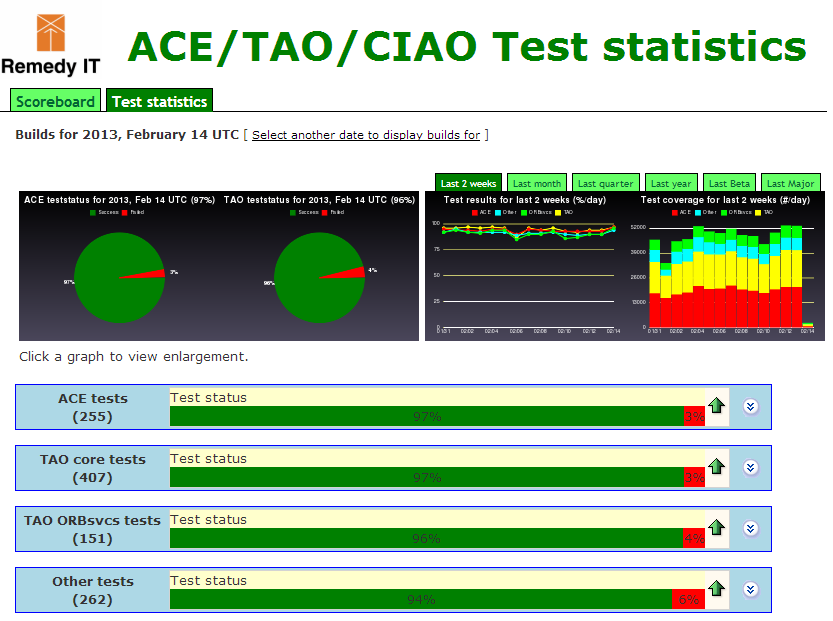 Remedy IT
ACE/TAO/CIAO Test statistics
Scoreboard
Test statistics
Builds for 2013, February 14 UTC [ Select another date to display builds for ]
Last 2 weeks
Last month
Last quarter
Last year
Last Beta
Last Major
ACE teststatus for 2013, Feb 14 UTC (97%)
Success Failed
97%
3%
TAO teststatus for 2013, Feb 14 UTC (96%)
Success Failed
96%
4%
Test results for last 2 weeks (%/day)
ACE Other ORBsvcs TAO
100
75
50
25
0
01/31 02/02 02/04 02/06 02/08 02/10 02/12 02/14
Test coverage for last 2 weeks (#/day)
ACE Other ORBsvcs TAO
52000
39000
26000
13000
0
01/31 02/02 02/04 02/06 02/08 02/10 02/12 02/14
Click a graph to view enlargement.
ACE tests
(255)
Test status
97%
3%
TAO core tests
(407)
Test status
97%
3%
TAO ORBsvcs tests
(151)
Test status
96%
4%
Other tests
(262)
Test status
94%
6%